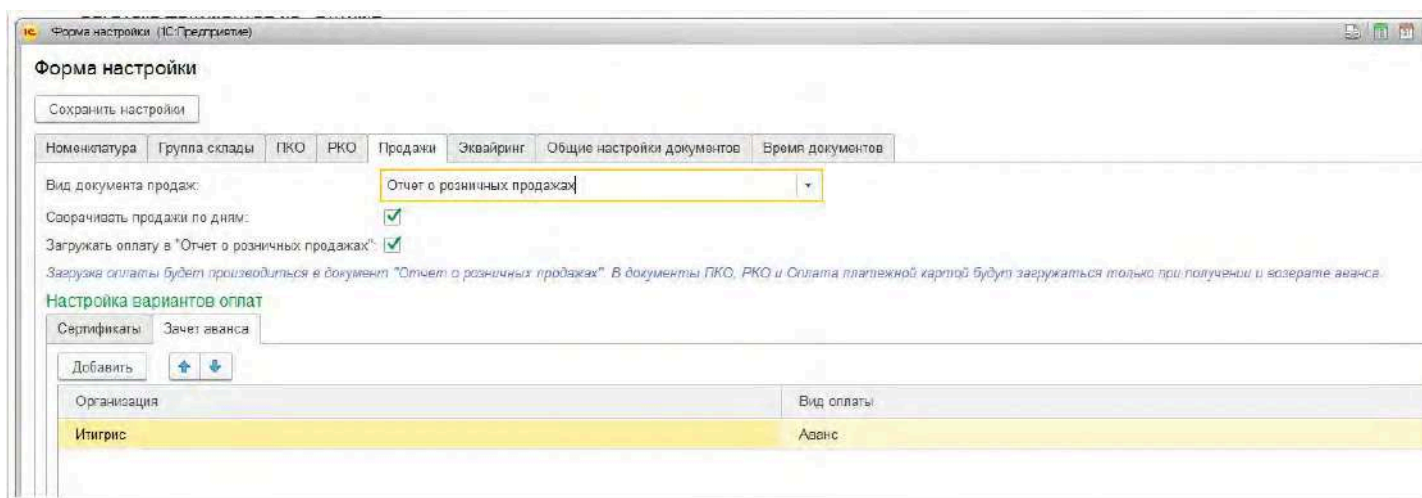 Форма настройки (1С:Предприятие)
Форма настройки
Сохранить настройки
Номенклатура Группа склады ПКО РКО Продажи Эквайринг Общие настройки документов Время документов
Вид документа продаж: Отчет о розничных продажах
Сворачивать продажи по дням:
Загружать оплату в "Отчет о розничных продажах":
Загрузка оплаты будет производиться в документ "Отчет о розничных продажах". В документы ПКО, РКО и Оплата платежной картой будут загружаться только при получении и возврате аванса.
Настройка вариантов оплат
Сертификаты Зачет аванса
Добавить
Организация Вид оплаты
Итигрис Аванс